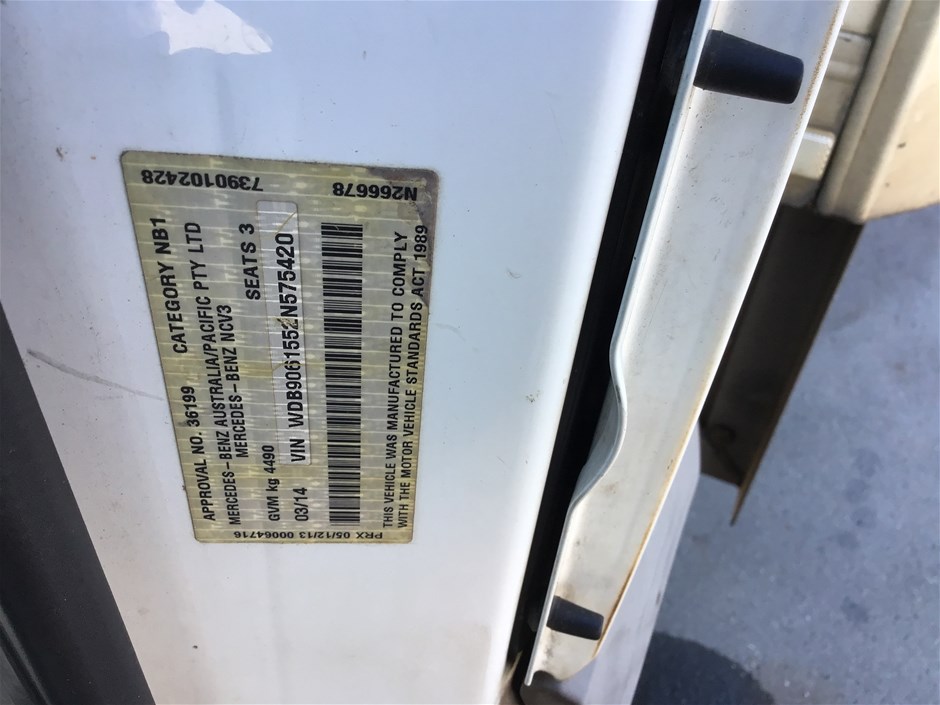 APPROVAL NO. 36199 CATEGORY NB1
MERCEDES-BENZ AUSTRALIA/PACIFIC PTY LTD
MERCEDES-BENZ NCV3
SEATS 3
VIN WDB9061552N575420
GVM kg 4490
03/14
THIS VEHICLE WAS MANUFACTURED TO COMPLY
WITH THE MOTOR VEHICLE STANDARDS ACT 1989
PRX 05/12/13 00064716
7390102428
N266678